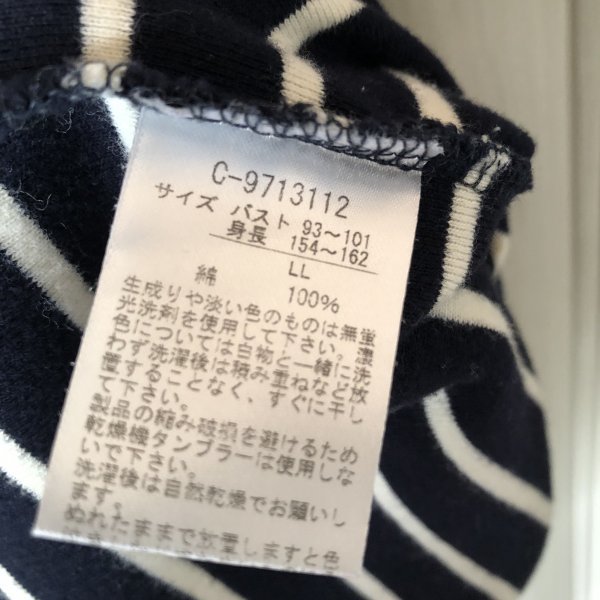 C-9713112
サイズ バスト 93〜101
身長 154〜162
LL
綿 100%
生成りや淡い色のものは無蛍
光洗剤を使用して下さい。濃
色については白物と一緒に洗
わず洗濯後は積み重ねなど放
置することなく、すぐに干し
て下さい。
製品の縮み破損を避けるため
乾燥機タンブラーは使用しな
いで下さい。
洗濯後は自然乾燥でお願いし
ます。
ぬれたままで放置しますと色